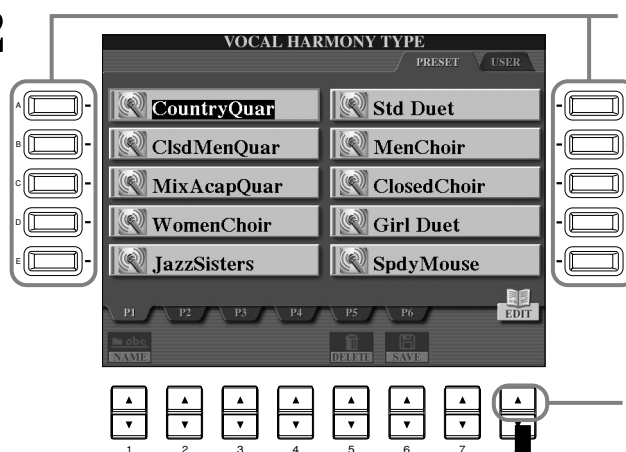 2
VOCAL HARMONY TYPE
PRESET USER
A CountryQuar Std Duet
B ClsdMenQuar MenChoir
C MixAcapQuar ClosedChoir
D WomenChoir Girl Duet
E JazzSisters SpdyMouse
P1 P2 P3 P4 P5 P6 EDIT
abc
NAME DELETE SAVE
1 2 3 4 5 6 7